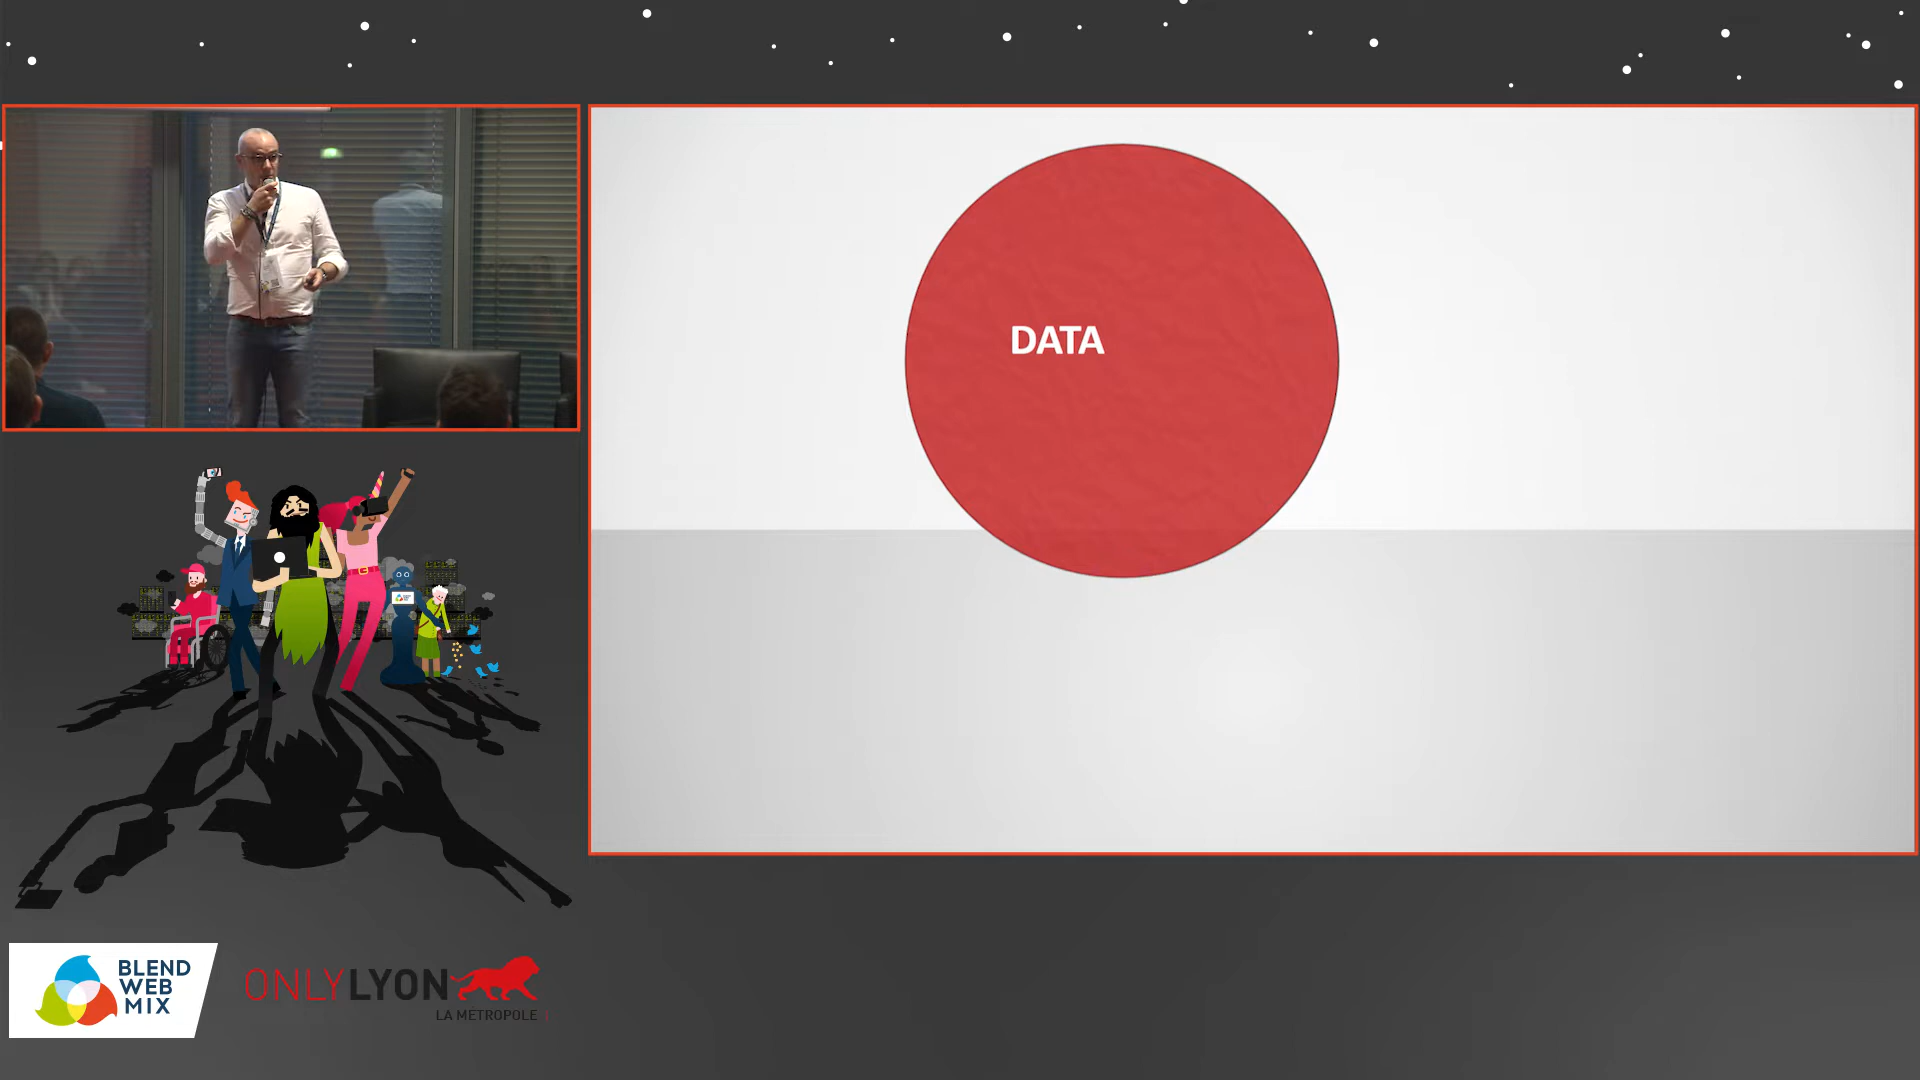 DATA
BLEND
WEB
MIX
ONLYLYON
LA MÉTROPOLE